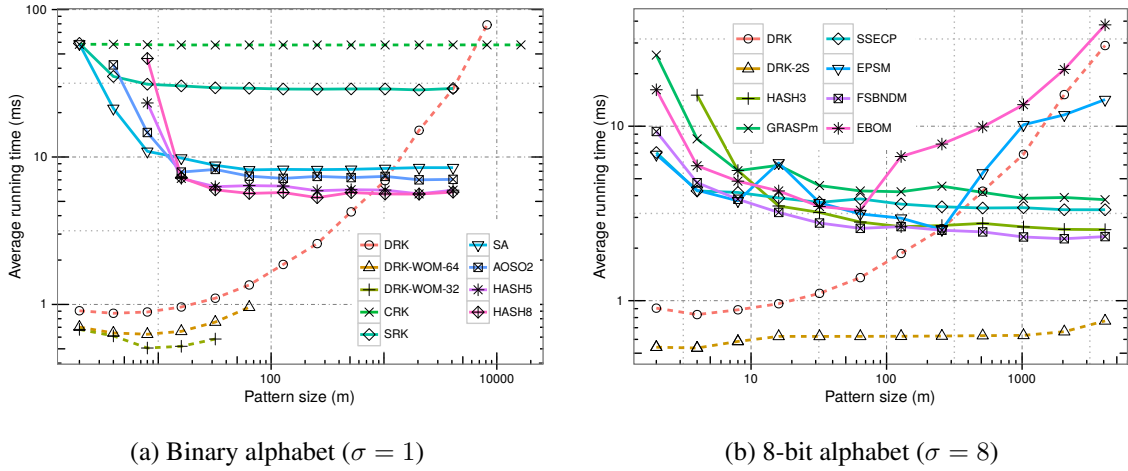 100
10
1
Average running time (ms)
100
10000
Pattern size (m)
DRK
DRK-WOM-64
DRK-WOM-32
CRK
SRK
SA
AOSO2
HASH5
HASH8
(a) Binary alphabet (σ = 1)
10
1
Average running time (ms)
10
100
1000
Pattern size (m)
DRK
DRK-2S
HASH3
GRASPm
SSECP
EPSM
FSBNDM
EBOM
(b) 8-bit alphabet (σ = 8)